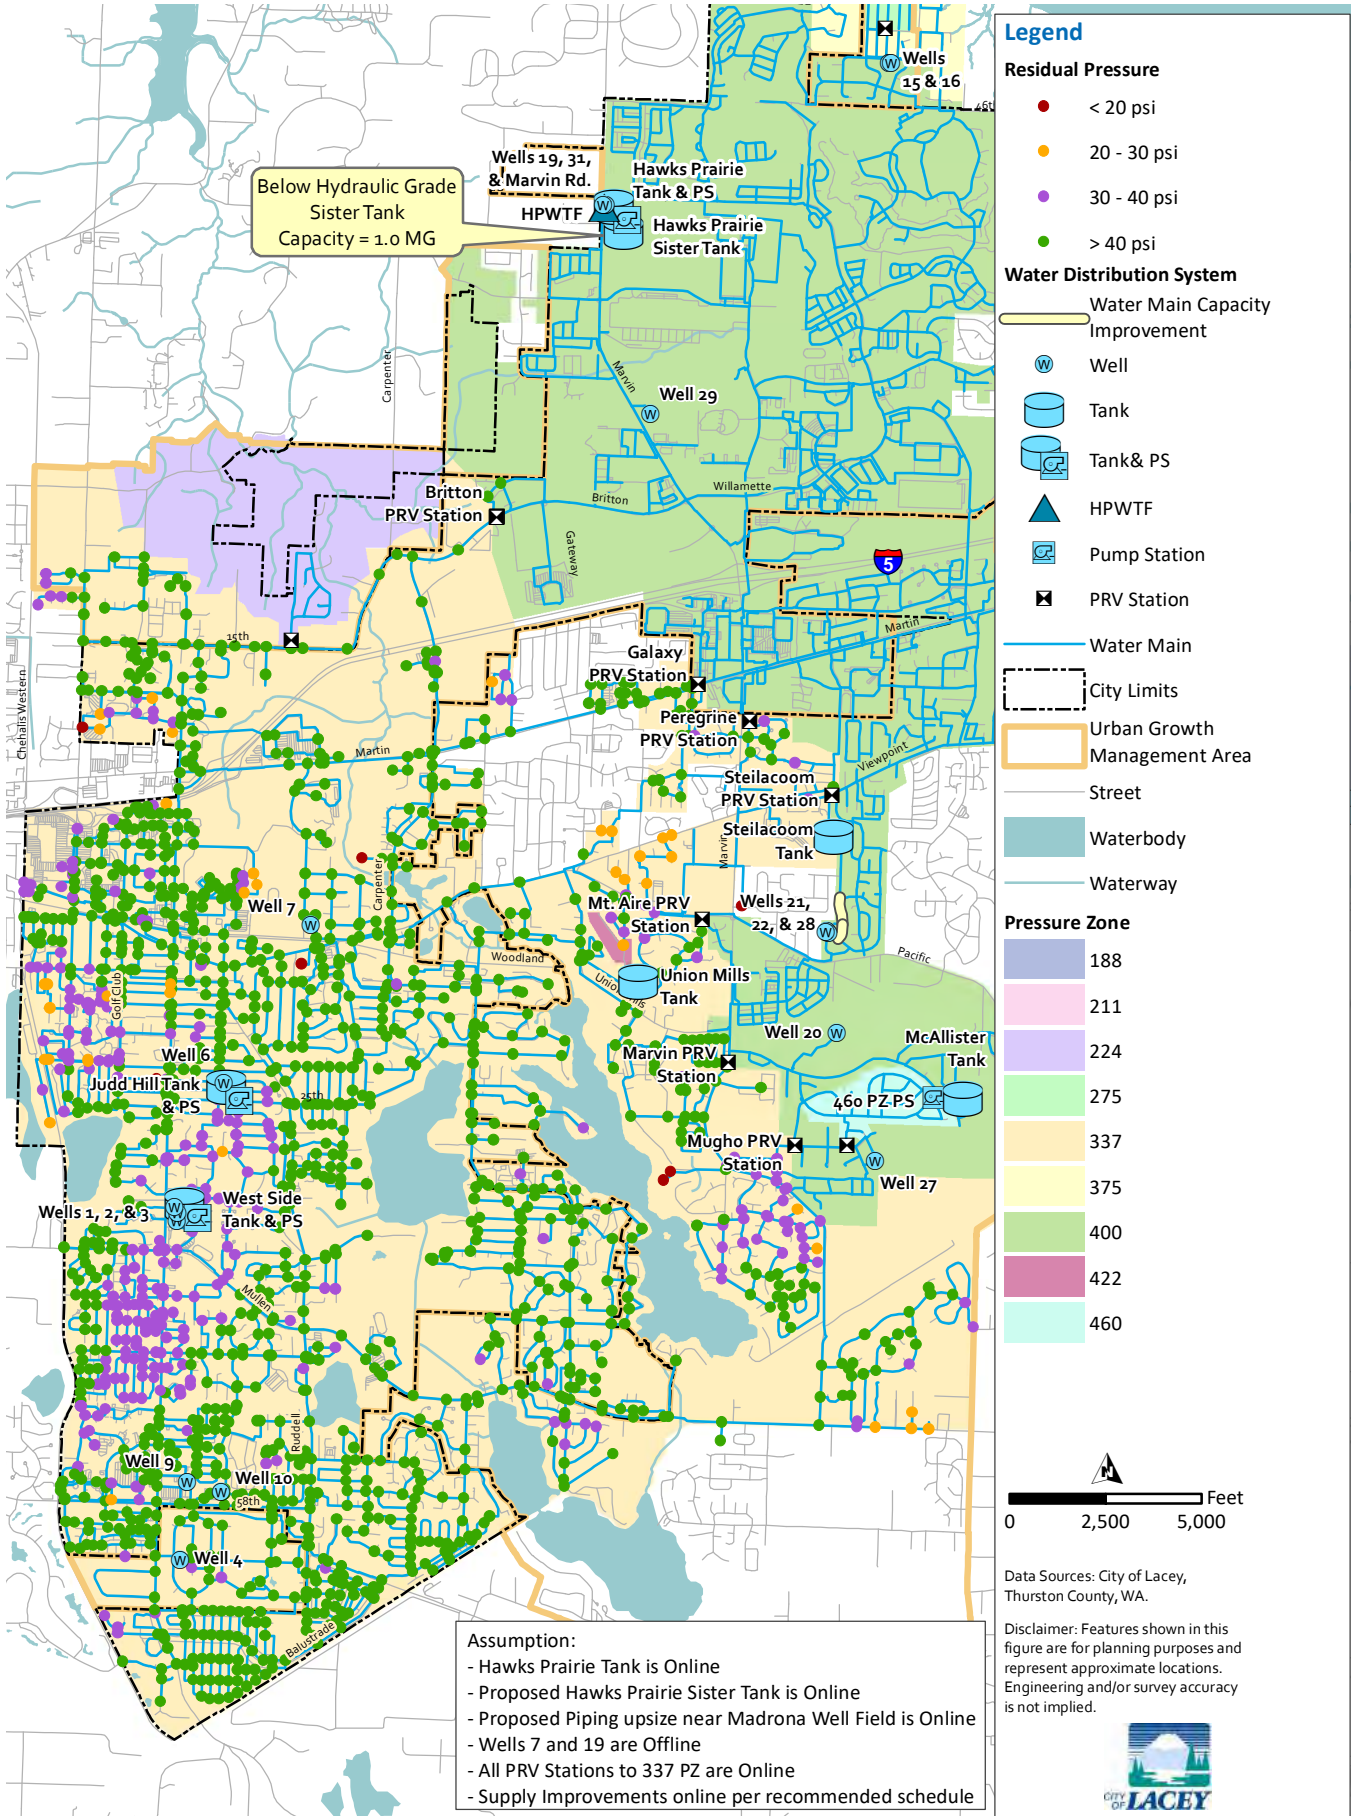 Wells
15 & 16
46th
Wells 19, 31,
& Marvin Rd.
Hawks Prairie
Tank & PS
Below Hydraulic Grade
Sister Tank
Capacity = 1.0 MG
HPWTF
Hawks Prairie
Sister Tank
Carpenter
Marvin
Well 29
Willamette
Britton
PRV Station
Britton
Gateway
5
15th
Martin
Galaxy
PRV Station
Chehalis Western
Peregrine
PRV Station
Martin
Viewpoint
Steilacoom
PRV Station
Steilacoom
Tank
Marvin
Carpenter
Well 7
Mt. Aire PRV
Station
Wells 21,
22, & 28
Pacific
Woodland
Golf Club
Union Mills
Union Mills
Tank
Well 20
McAllister
Tank
Well 6
Marvin PRV
Station
Judd Hill Tank
& PS
25th
460 PZ PS
Mugho PRV
Station
Well 27
Wells 1, 2, & 3
West Side
Tank & PS
Mullen
Ruddell
Well 9
Well 10
58th
Well 4
Balustrade
Assumption:
- Hawks Prairie Tank is Online
- Proposed Hawks Prairie Sister Tank is Online
- Proposed Piping upsize near Madrona Well Field is Online
- Wells 7 and 19 are Offline
- All PRV Stations to 337 PZ are Online
- Supply Improvements online per recommended schedule
Legend
Residual Pressure
< 20 psi
20 - 30 psi
30 - 40 psi
> 40 psi
Water Distribution System
Water Main Capacity
Improvement
Well
Tank
Tank& PS
HPWTF
Pump Station
PRV Station
Water Main
City Limits
Urban Growth
Management Area
Street
Waterbody
Waterway
Pressure Zone
188
211
224
275
337
375
400
422
460
N
Feet
0 2,500 5,000
Data Sources: City of Lacey,
Thurston County, WA.
Disclaimer: Features shown in this
figure are for planning purposes and
represent approximate locations.
Engineering and/or survey accuracy
is not implied.
CITY
OF LACEY